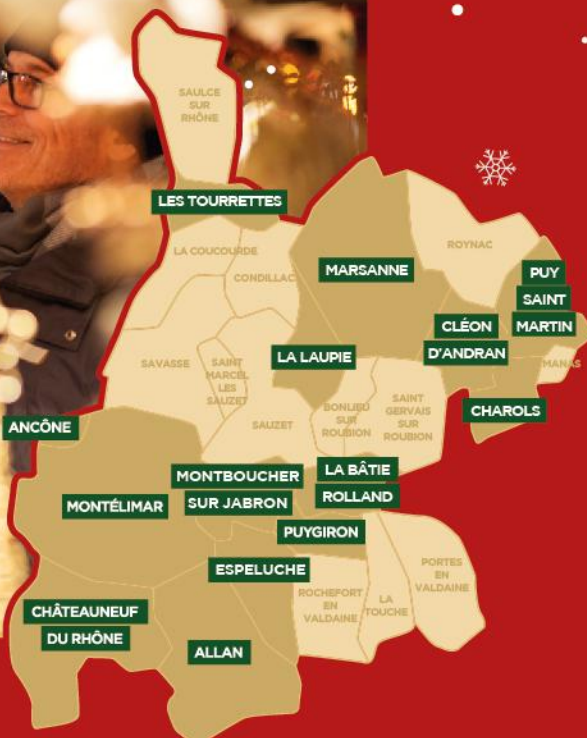 SAULCE
SUR
RHÔNE
LES TOURRETTES
LA COUCOURDE
CONDILLAC
MARSANNE
ROYNAC
PUY
SAINT
MARTIN
CLÉON
D'ANDRAN
MANAS
LA LAUPIE
SAVASSE
SAINT
MARCEL
LES
SAUZET
SAUZET
BONLIEU
SUR
ROUBION
SAINT
GERVAIS
SUR
ROUBION
CHAROLS
ANCÔNE
MONTBOUCHER
SUR JABRON
LA BÂTIE
ROLLAND
MONTÉLIMAR
PUYGIRON
ESPELUCHE
ROCHEFORT
EN
VALDAINE
LA
TOUCHE
PORTES
EN
VALDAINE
CHÂTEAUNEUF
DU RHÔNE
ALLAN